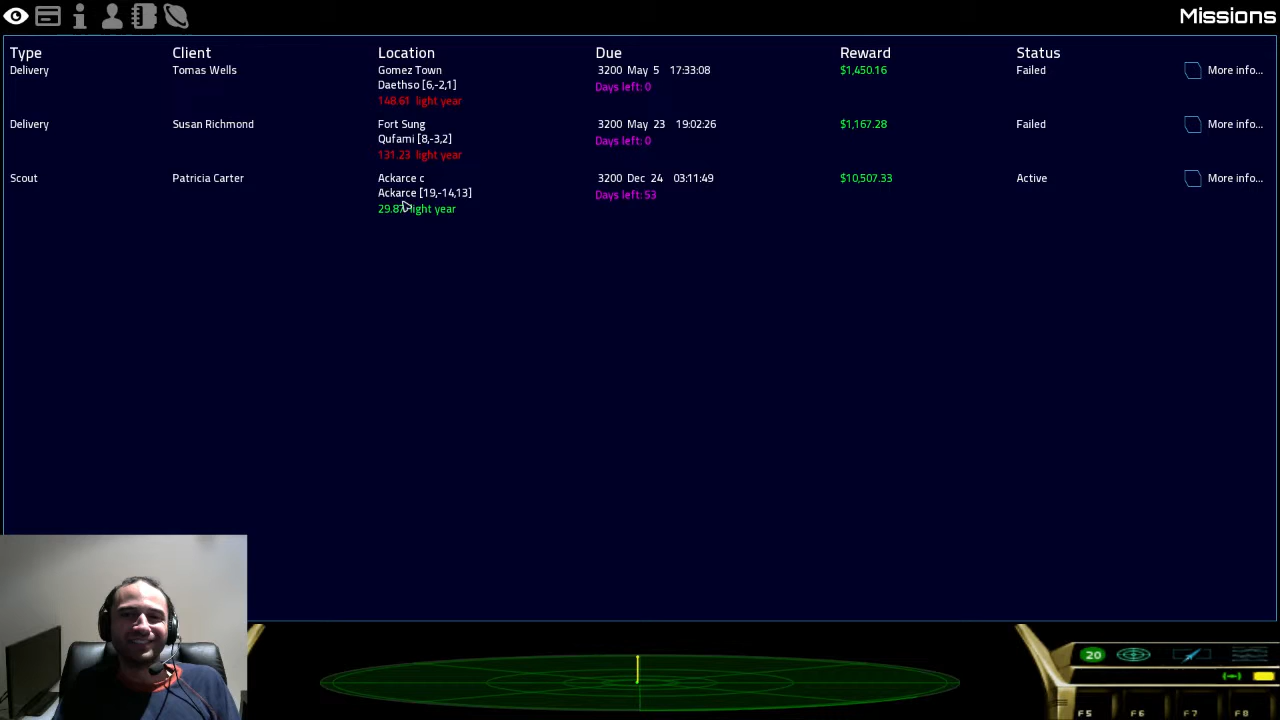 Missions
Type Client Location Due Reward Status
Delivery Tomas Wells Gomez Town 3200 May 5 17:33:08 $1,450.16 Failed More info...
Daethso [6,-2,1] Days left: 0
148.61 light year
Delivery Susan Richmond Fort Sung 3200 May 23 19:02:26 $1,167.28 Failed More info...
Qufami [8,-3,2] Days left: 0
131.23 light year
Scout Patricia Carter Ackarce c 3200 Dec 24 03:11:49 $10,507.33 Active More info...
Ackarce [19,-14,13] Days left: 53
29.87 light year
20
F5 F6 F7 F8